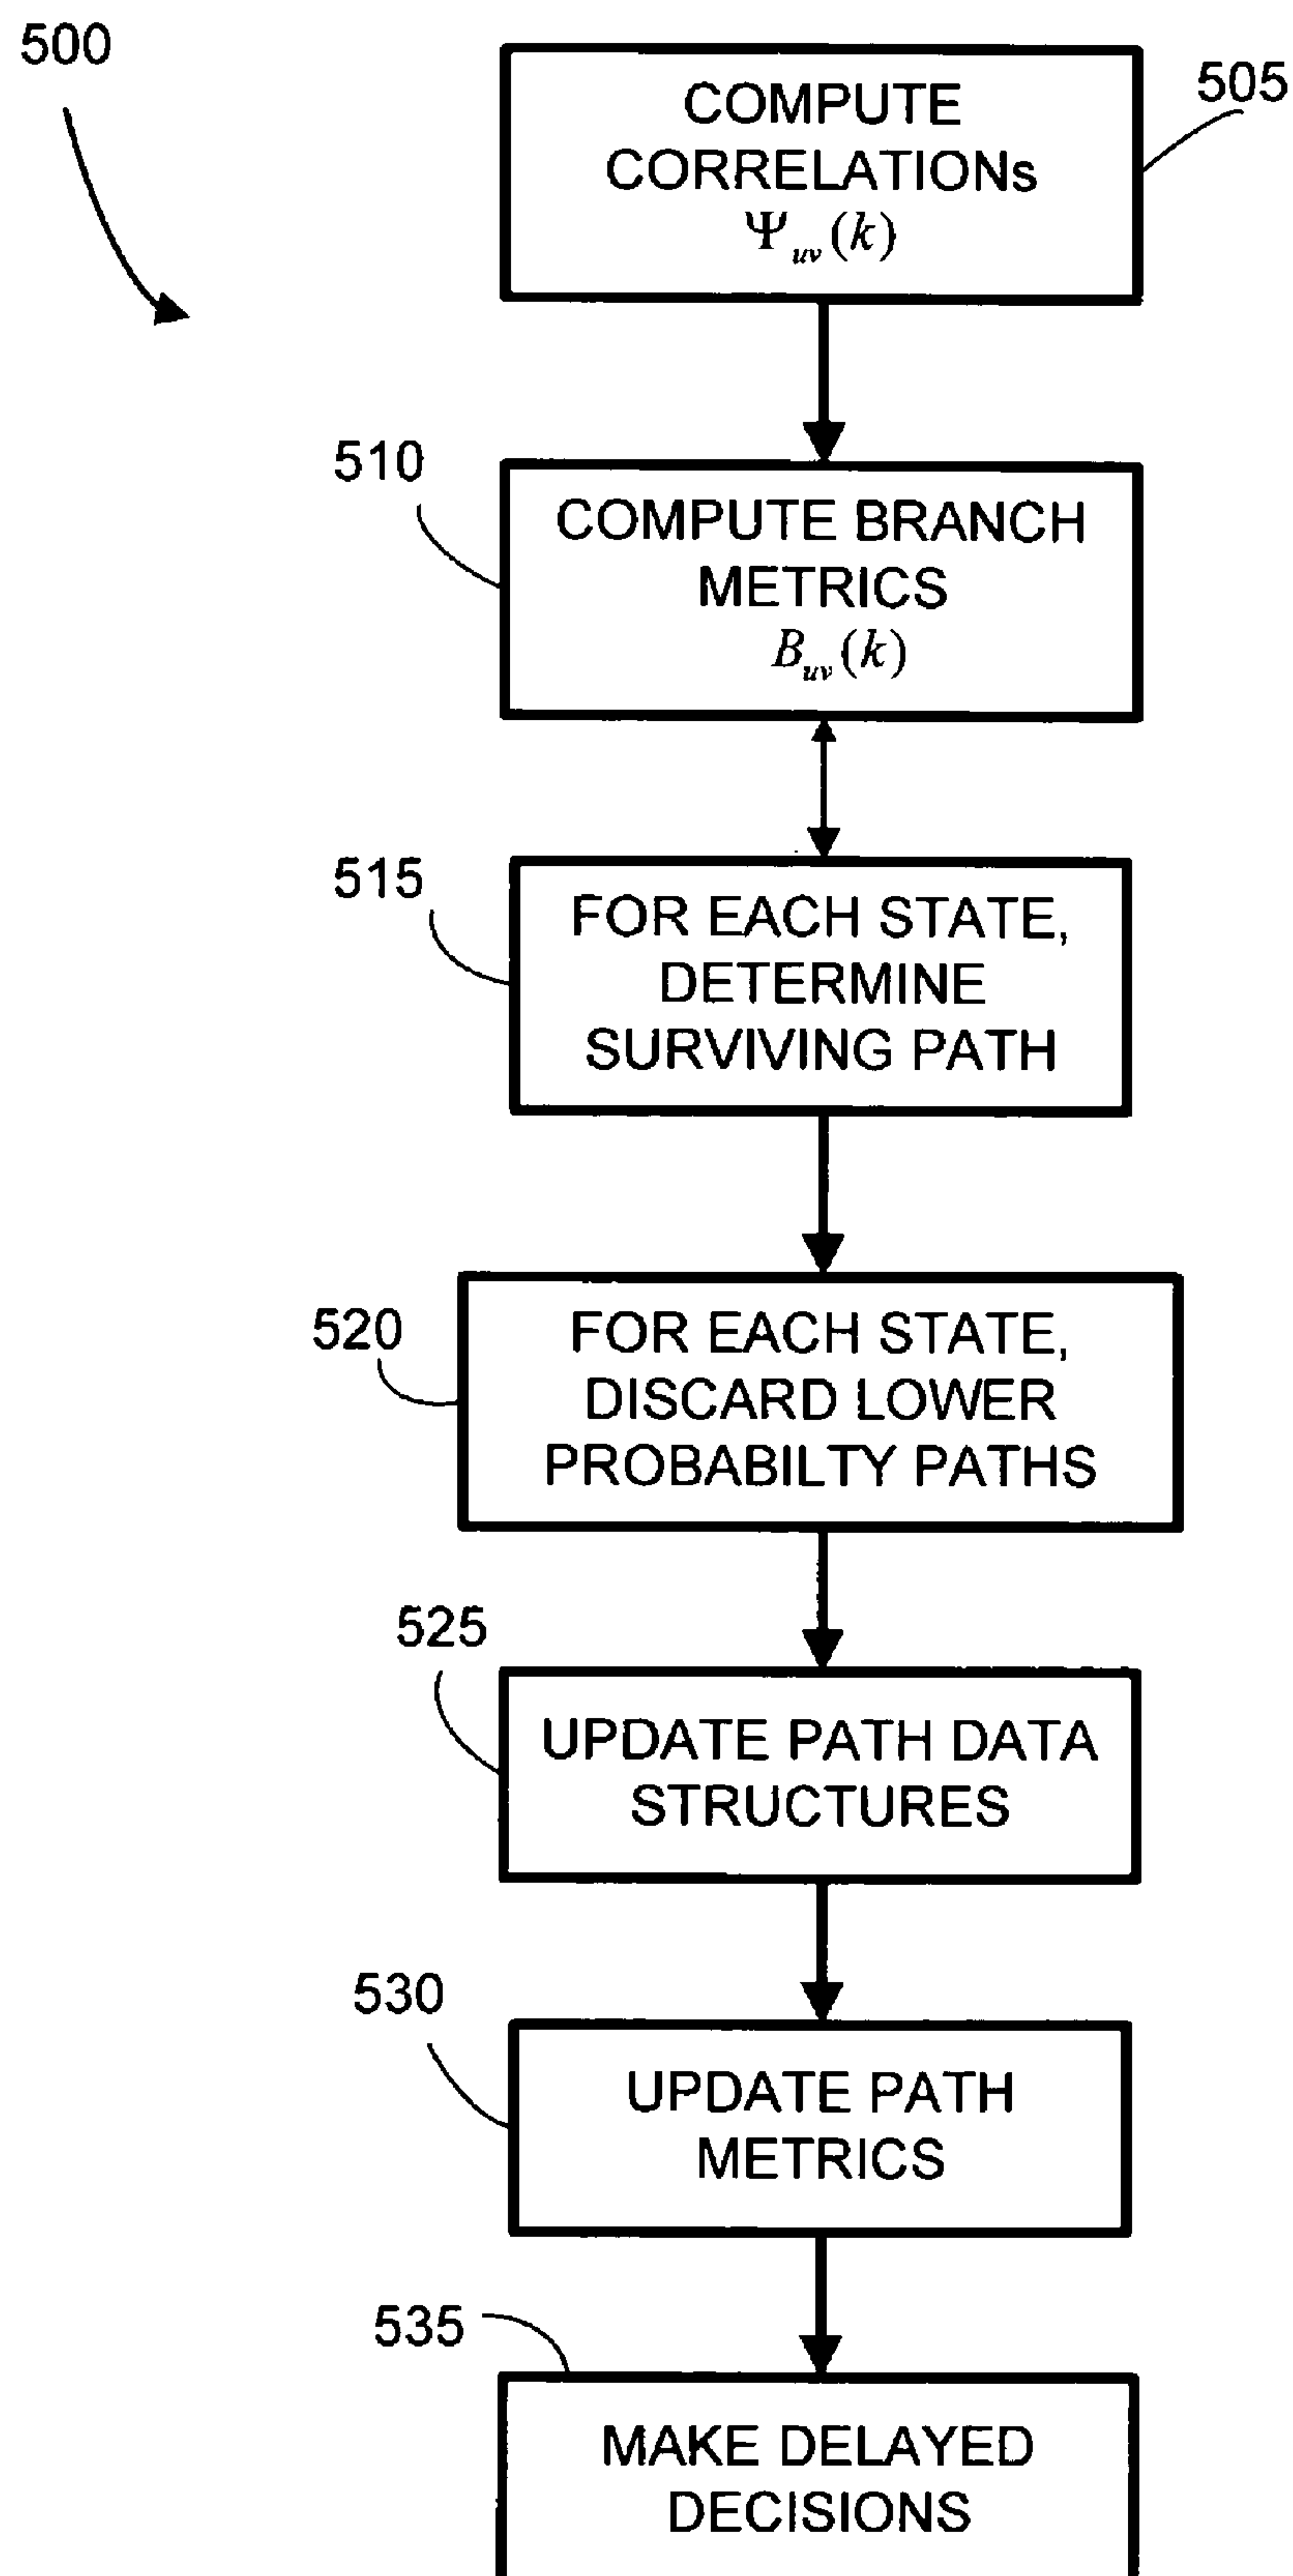 500
COMPUTE
CORRELATIONs
Ψuv(k)
505
510
COMPUTE BRANCH
METRICS
Buv(k)
515
FOR EACH STATE,
DETERMINE
SURVIVING PATH
520
FOR EACH STATE,
DISCARD LOWER
PROBABILTY PATHS
525
UPDATE PATH DATA
STRUCTURES
530
UPDATE PATH
METRICS
535
MAKE DELAYED
DECISIONS